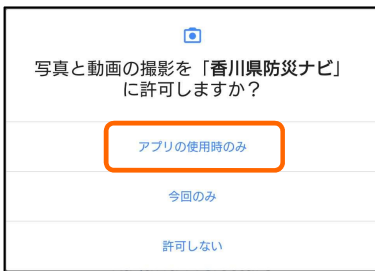 写真と動画の撮影を「香川県防災ナビ」
に許可しますか？
アプリの使用時のみ
今回のみ
許可しない